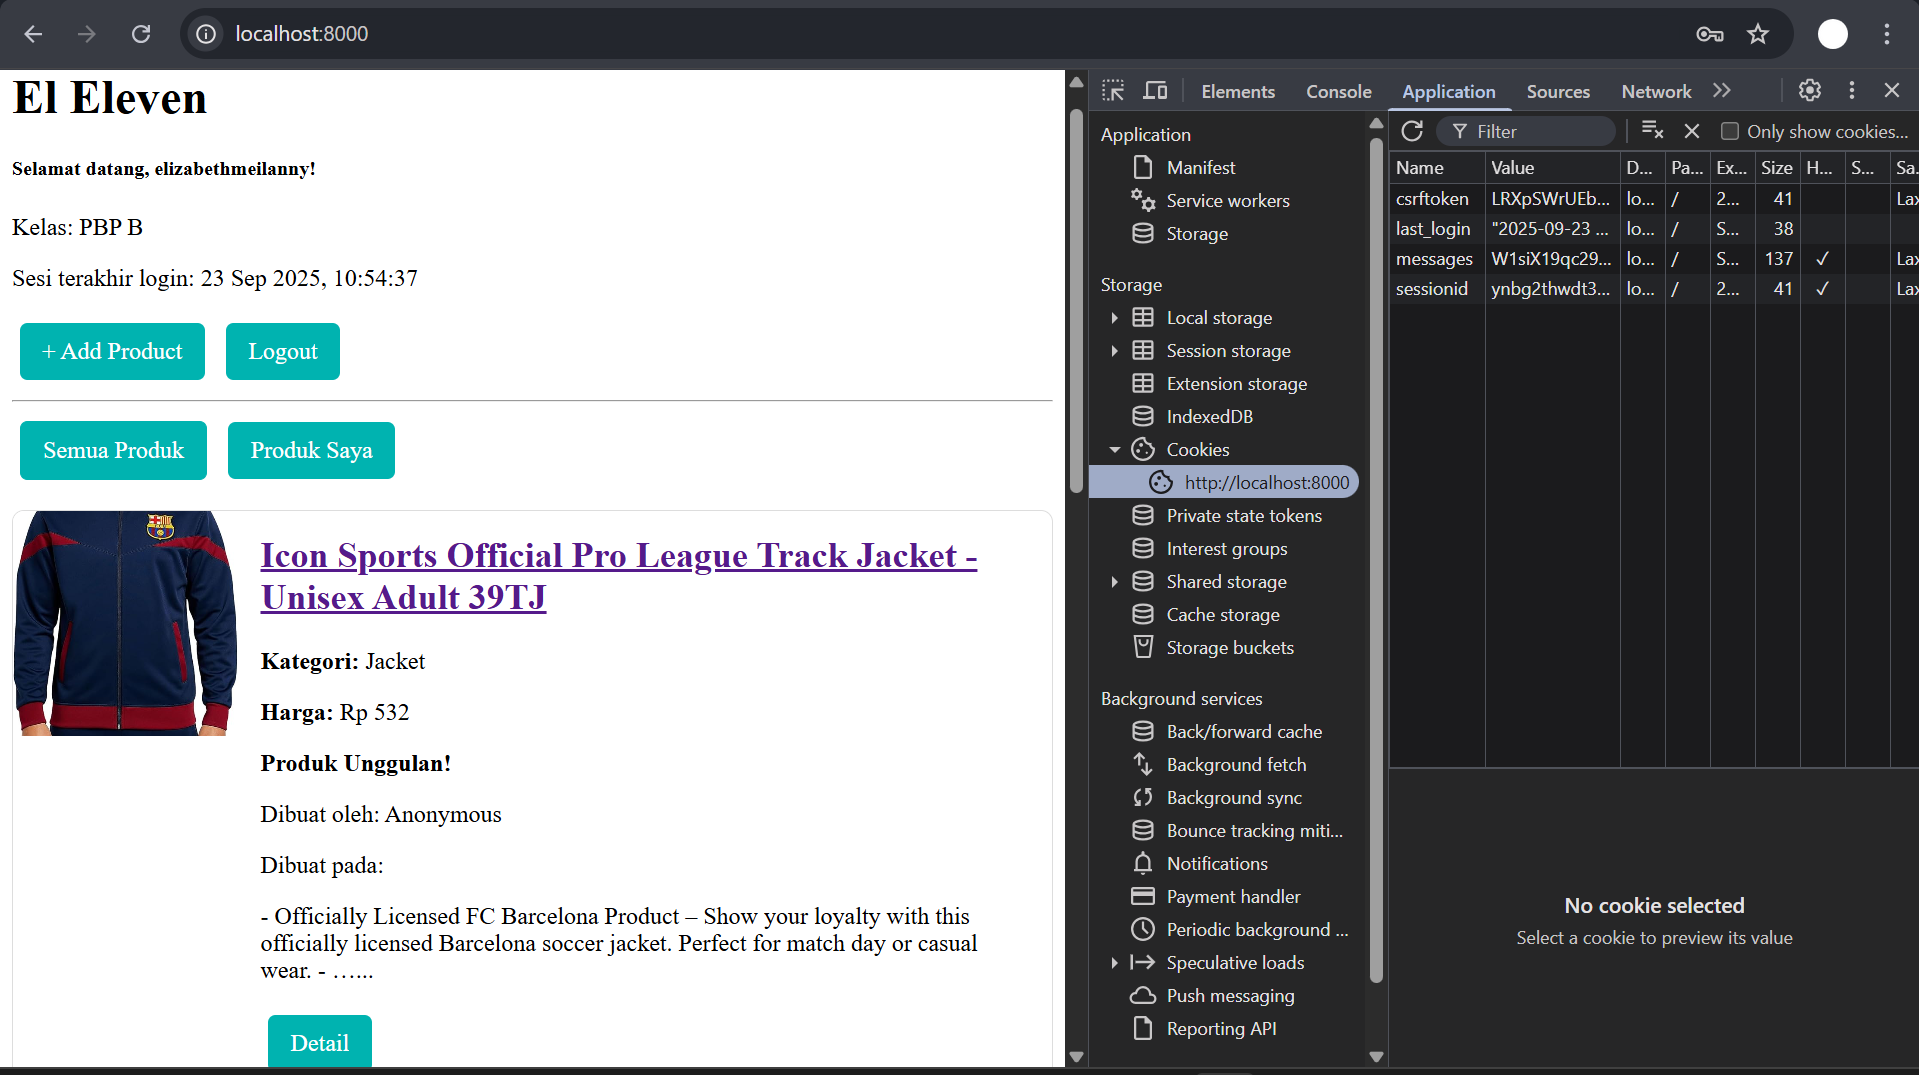 localhost:8000
El Eleven
Selamat datang, elizabethmeilanny!
Kelas: PBP B
Sesi terakhir login: 23 Sep 2025, 10:54:37
+ Add Product
Logout
Semua Produk
Produk Saya
Icon Sports Official Pro League Track Jacket -
Unisex Adult 39TJ
Kategori: Jacket
Harga: Rp 532
Produk Unggulan!
Dibuat oleh: Anonymous
Dibuat pada:
- Officially Licensed FC Barcelona Product – Show your loyalty with this
officially licensed Barcelona soccer jacket. Perfect for match day or casual
wear. - …...
Detail
Elements Console Application Sources Network
Application
Manifest
Service workers
Storage
Storage
Local storage
Session storage
Extension storage
IndexedDB
Cookies
http://localhost:8000
Private state tokens
Interest groups
Shared storage
Cache storage
Storage buckets
Background services
Back/forward cache
Background fetch
Background sync
Bounce tracking miti...
Notifications
Payment handler
Periodic background ...
Speculative loads
Push messaging
Reporting API
Filter
Only show cookies...
Name Value D... Pa... Ex... Size H... S... Sa.
csrftoken LRXpSWrUEb... lo... / 2... 41 Lax
last_login "2025-09-23 ... lo... / S... 38
messages W1siX19qc29... lo... / S... 137 ✓ Lax
sessionid ynbg2thwdt3... lo... / 2... 41 ✓ Lax
No cookie selected
Select a cookie to preview its value